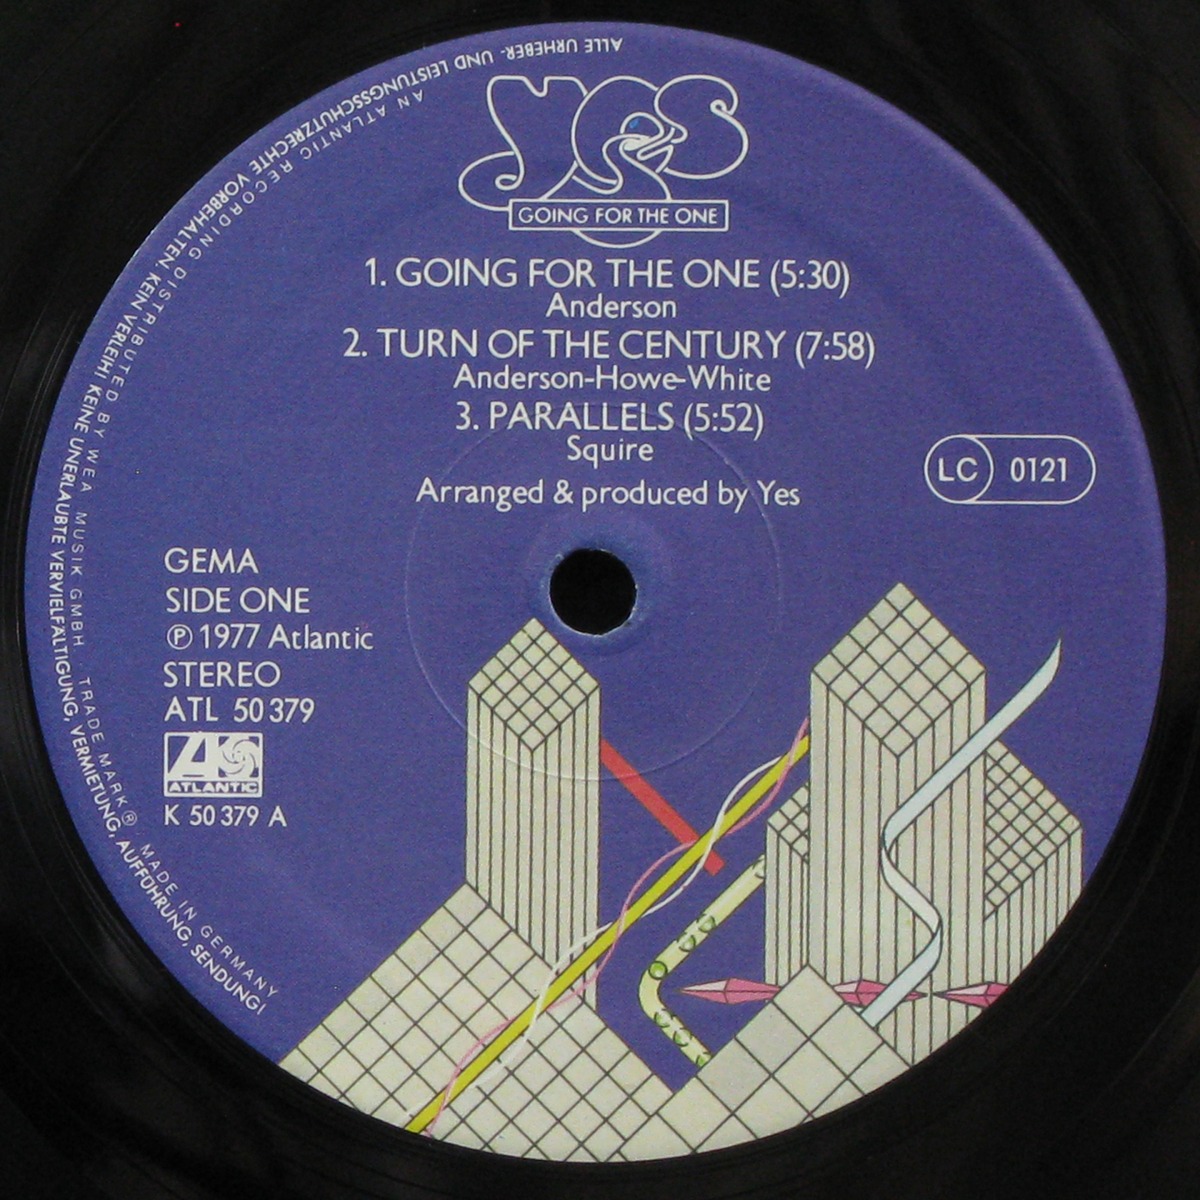 YES
GOING FOR THE ONE
1. GOING FOR THE ONE (5:30)
Anderson
2. TURN OF THE CENTURY (7:58)
Anderson-Howe-White
3. PARALLELS (5:52)
Squire
Arranged & produced by Yes
LC 0121
GEMA
SIDE ONE
Ⓟ 1977 Atlantic
STEREO
ATL 50 379
ATLANTIC
K 50 379 A
ALLE URHEBER- UND LEISTUNGSSCHUTZRECHTE VORBEHALTEN. KEIN VERLEIH! KEINE UNERLAUBTE VERVIELFÄLTIGUNG, VERMIETUNG, AUFFÜHRUNG, SENDUNG!
AN ATLANTIC RECORDING DISTRIBUTED BY WEA MUSIK GMBH . TRADE MARK ® MADE IN GERMANY